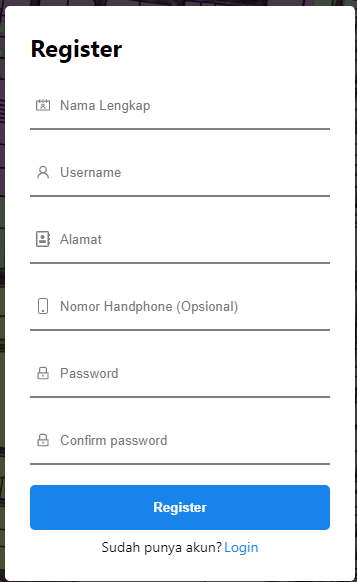 Register
Nama Lengkap
Username
Alamat
Nomor Handphone (Opsional)
Password
Confirm password
Register
Sudah punya akun? Login